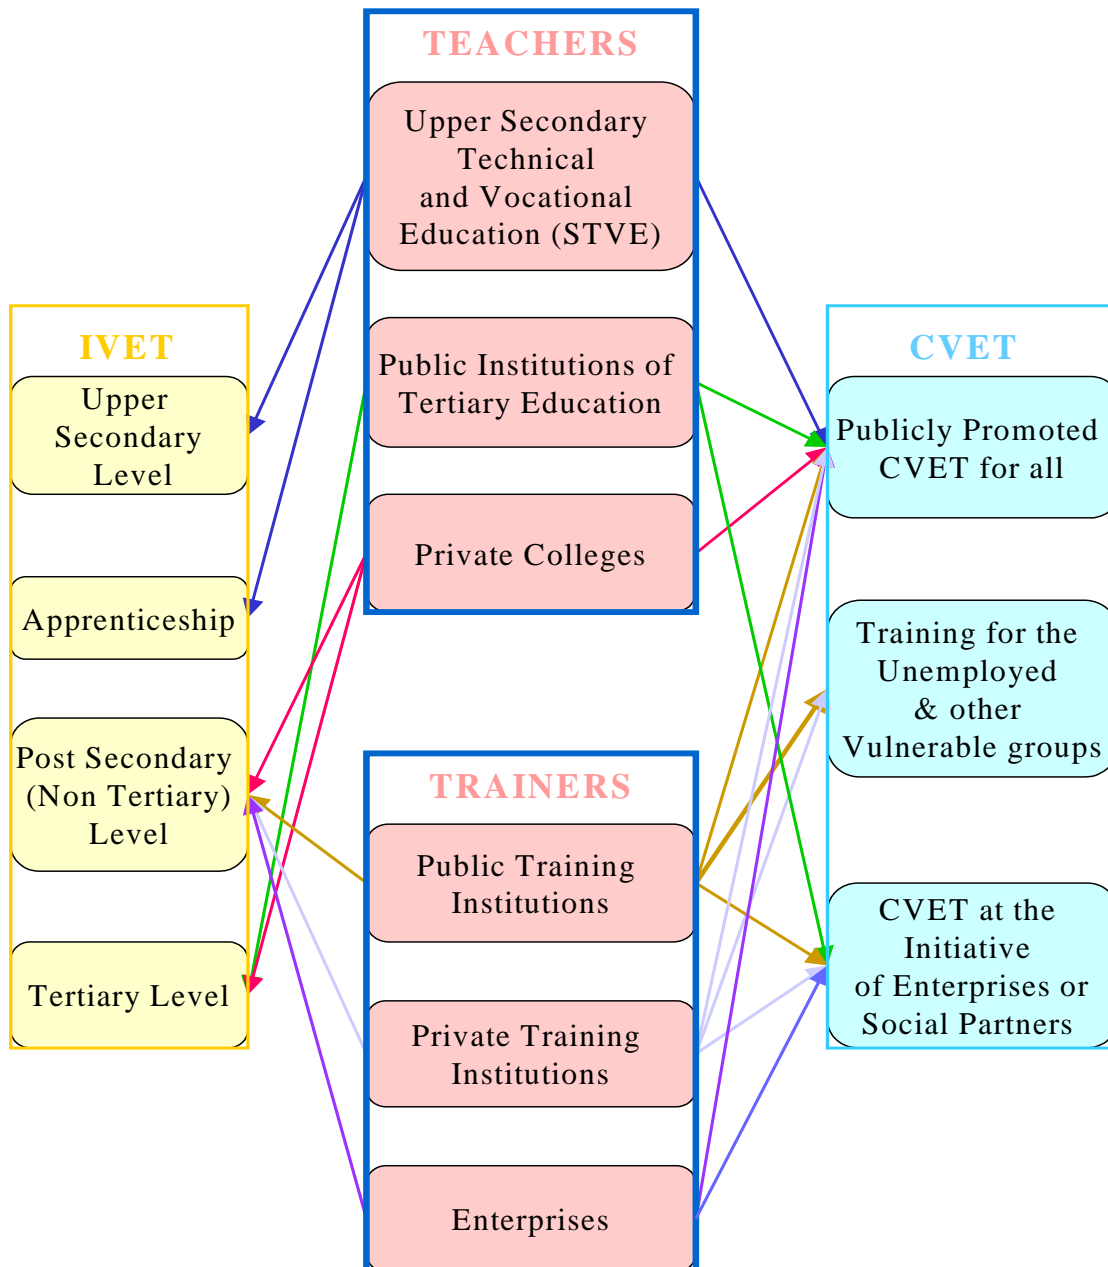 TEACHERS
Upper Secondary
Technical
and Vocational
Education (STVE)
Public Institutions of
Tertiary Education
Private Colleges
IVET
Upper
Secondary
Level
Apprenticeship
Post Secondary
(Non Tertiary)
Level
Tertiary Level
TRAINERS
Public Training
Institutions
Private Training
Institutions
Enterprises
CVET
Publicly Promoted
CVET for all
Training for the
Unemployed
& other
Vulnerable groups
CVET at the
Initiative
of Enterprises or
Social Partners